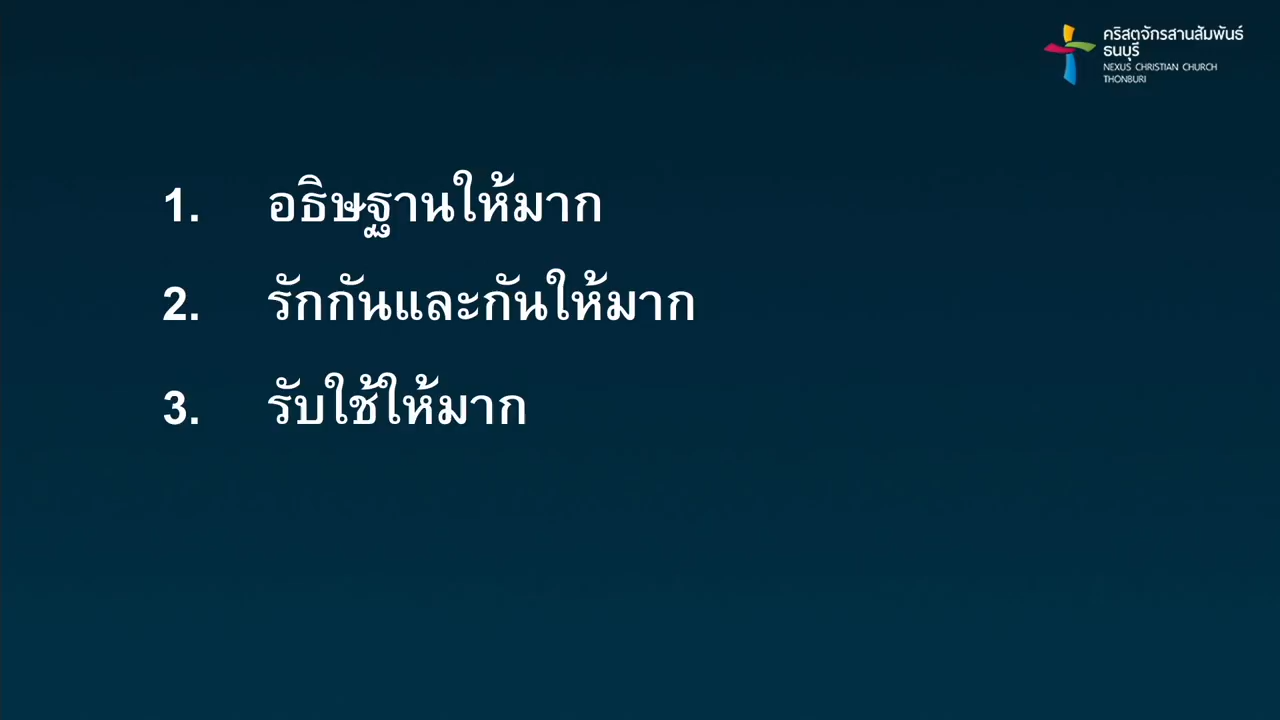 คริสตจักรสานสัมพันธ์
ธนบุรี
NEXUS CHRISTIAN CHURCH
THONBURI
1. อธิษฐานให้มาก
2. รักกันและกันให้มาก
3. รับใช้ให้มาก